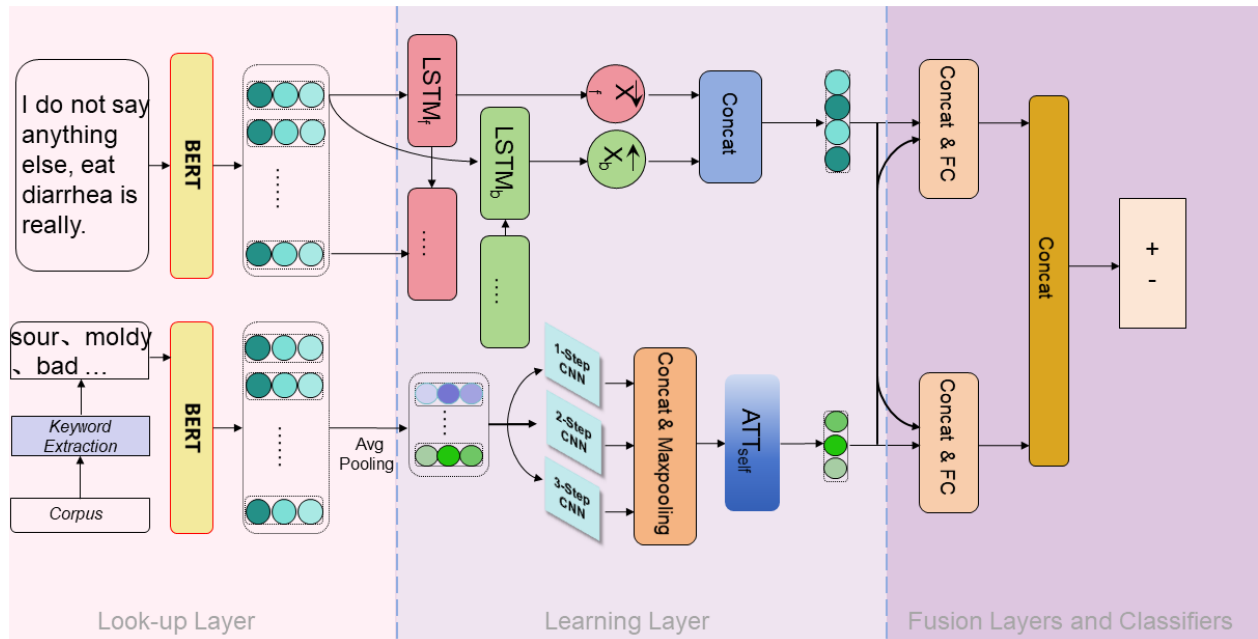 I do not say
anything
else, eat
diarrhea is
really.
BERT
......
LSTMf
....
LSTMb
.....
Xf
Xb
Concat
Concat & FC
Concat
+
-
sour、moldy
、bad ...
Keyword
Extraction
Corpus
BERT
......
Avg
Pooling
....
1-Step
CNN
2-Step
CNN
3-Step
CNN
Concat & Maxpooling
ATTself
Concat & FC
Look-up Layer
Learning Layer
Fusion Layers and Classifiers